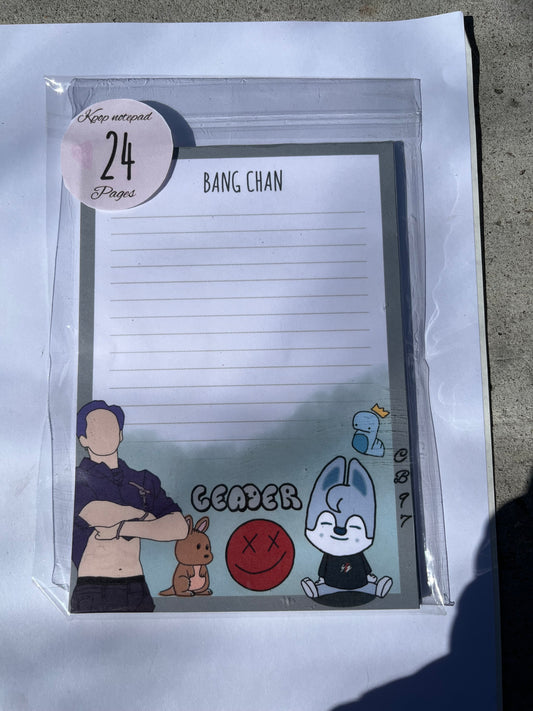 Kpop notepad
24
Pages
BANG CHAN
LEADER
CB97